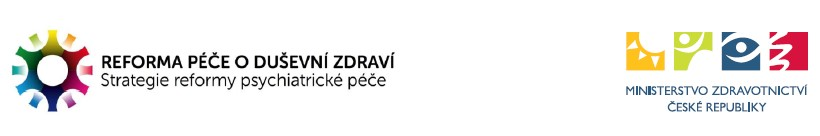 REFORMA PÉČE O DUŠEVNÍ ZDRAVÍ
Strategie reformy psychiatrické péče
MINISTERSTVO ZDRAVOTNICTVÍ
ČESKÉ REPUBLIKY